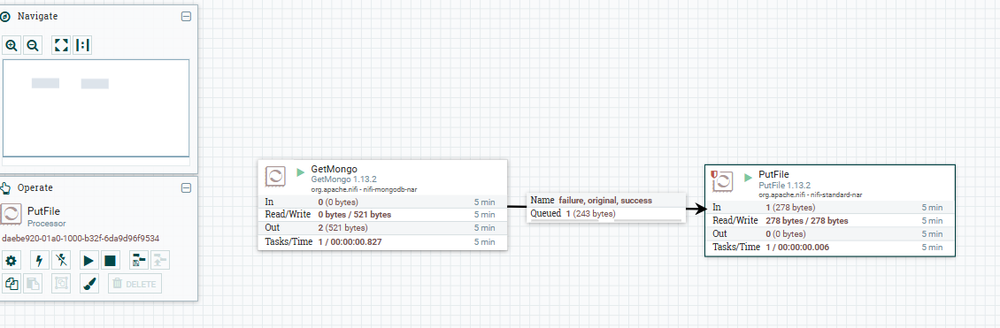 Navigate
Operate
PutFile
Processor
daebe920-01a0-1000-b32f-6da9d96f9534
DELETE
GetMongo
GetMongo 1.13.2
org.apache.nifi - nifi-mongodb-nar
In 0 (0 bytes) 5 min
Read/Write 0 bytes / 521 bytes 5 min
Out 2 (521 bytes) 5 min
Tasks/Time 1 / 00:00:00.827 5 min
Name failure, original, success
Queued 1 (243 bytes)
PutFile
PutFile 1.13.2
org.apache.nifi - nifi-standard-nar
In 1 (278 bytes) 5 min
Read/Write 278 bytes / 278 bytes 5 min
Out 0 (0 bytes) 5 min
Tasks/Time 1 / 00:00:00.006 5 min